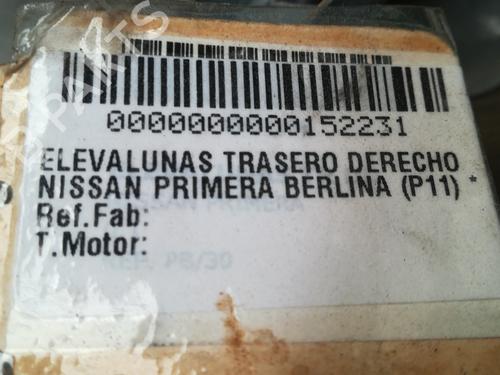 0000000000152231
ELEVALUNAS TRASERO DERECHO
NISSAN PRIMERA BERLINA (P11) *
Ref.Fab:
T.Motor: